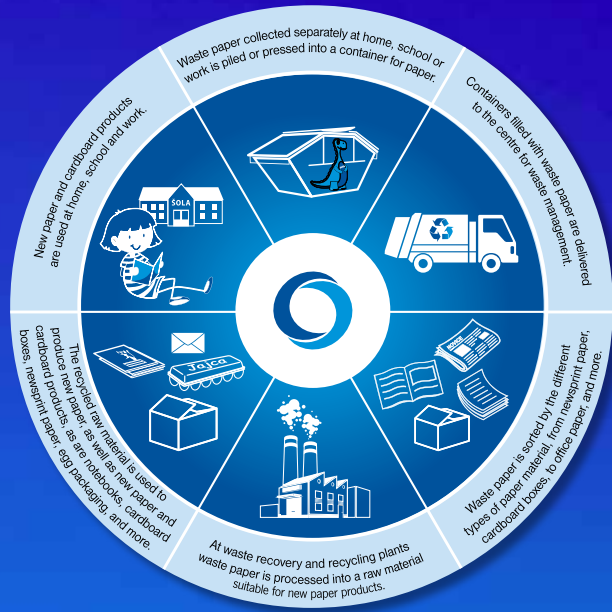 Waste paper collected separately at home, school or
work is piled or pressed into a container for paper.
Containers filled with waste paper are delivered
to the centre for waste management.
Waste paper is sorted by the different
types of paper material, from newsprint paper,
cardboard boxes, to office paper, and more.
At waste recovery and recycling plants
waste paper is processed into a raw material
suitable for new paper products.
The recycled raw material is used to
produce new paper, as well as new paper and
cardboard products, as are notebooks, cardboard
boxes, newsprint paper, egg packaging, and more.
New paper and cardboard products
are used at home, school and work.
ŠOLA
Jajca
NOVICE